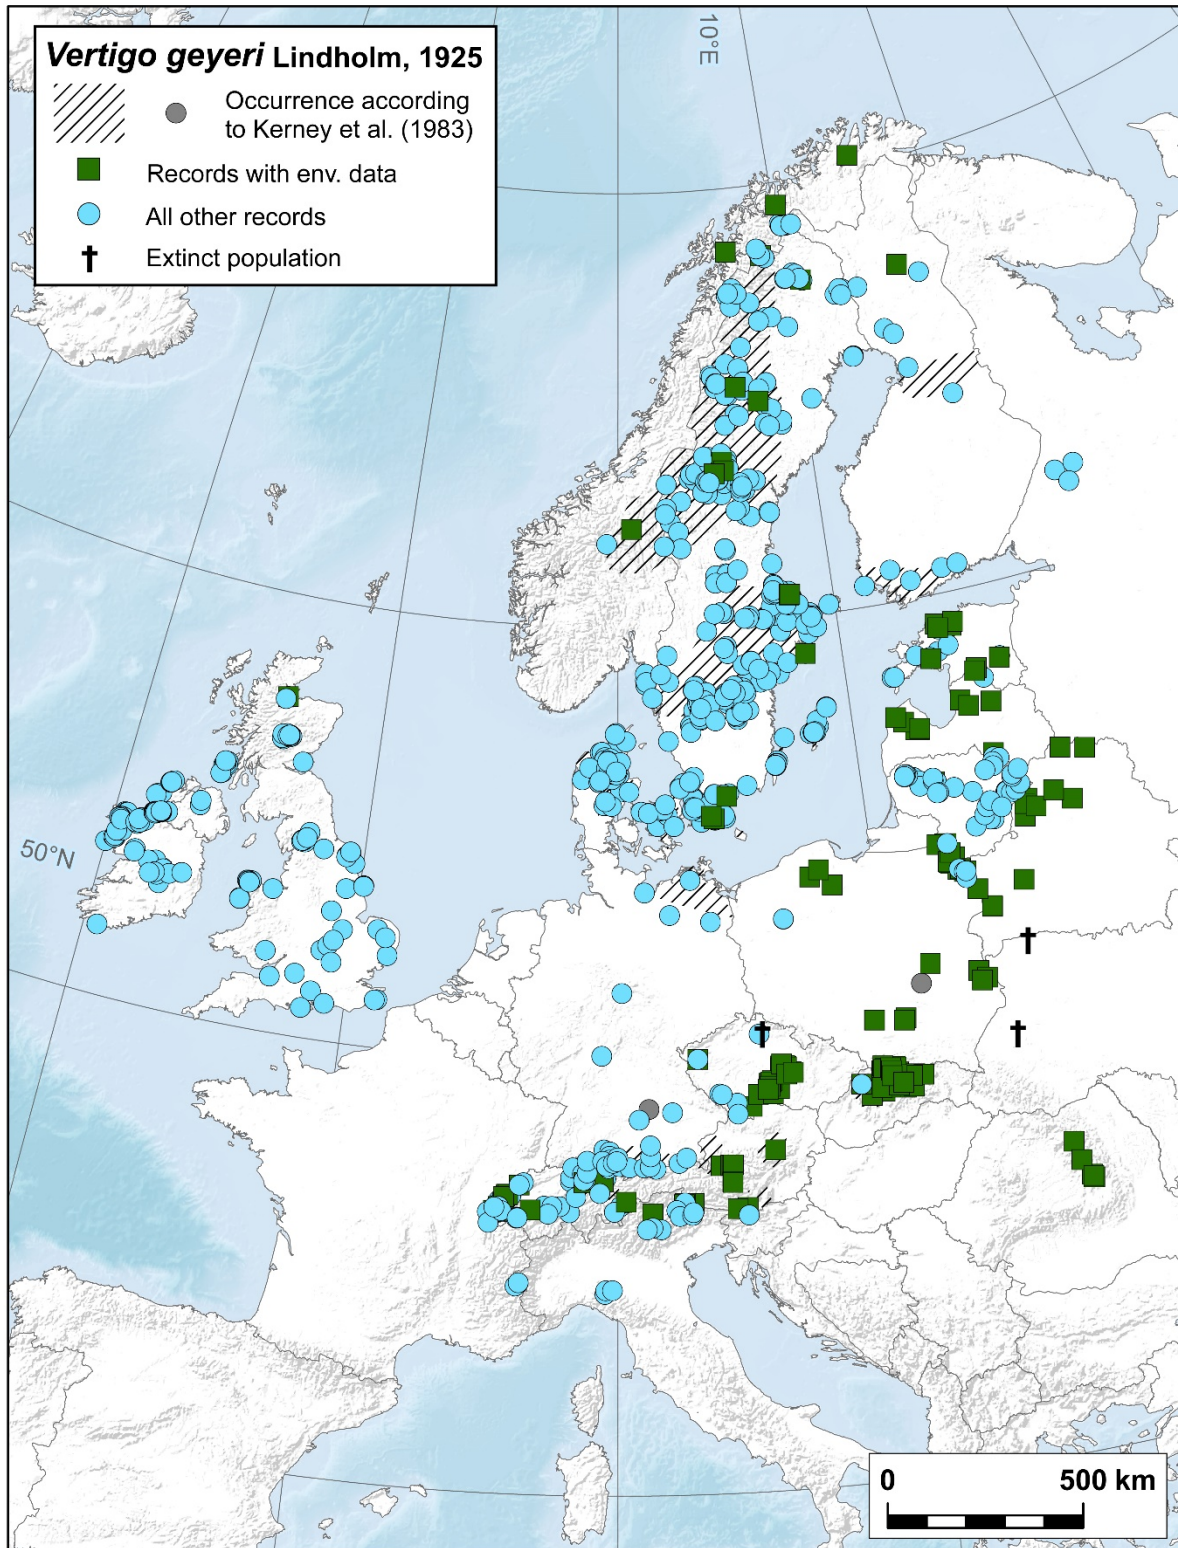 Vertigo geyeri Lindholm, 1925
Occurrence according
to Kerney et al. (1983)
Records with env. data
All other records
Extinct population
10°E
50°N
0 500 km